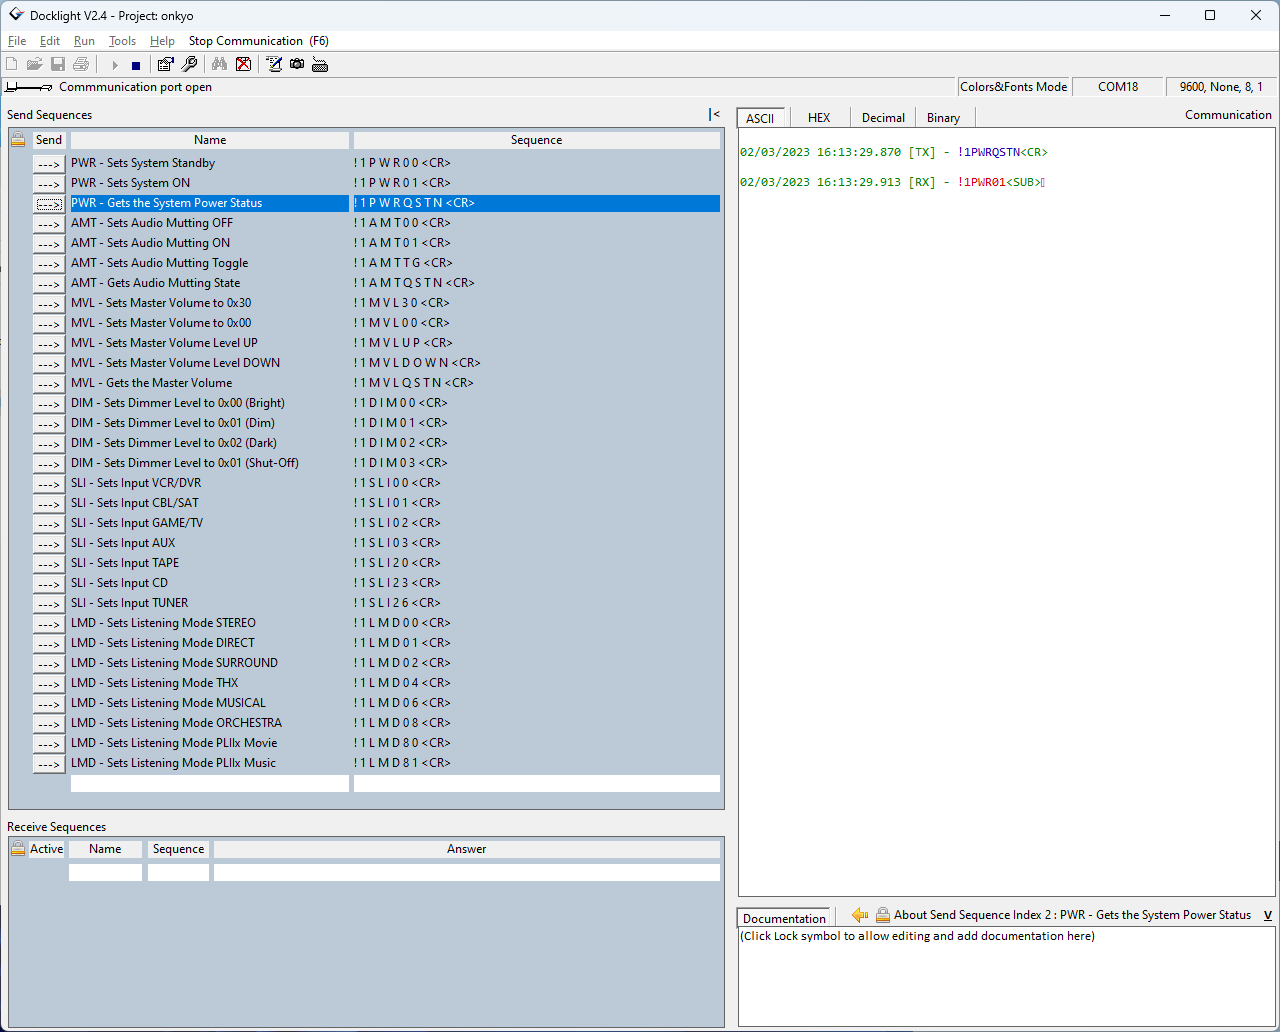 Docklight V2.4 - Project: onkyo
File Edit Run Tools Help Stop Communication (F6)
Commmunication port open
Colors&Fonts Mode COM18 9600, None, 8, 1
Send Sequences |<
Send Name Sequence
---> PWR - Sets System Standby ! 1 P W R 0 0 <CR>
---> PWR - Sets System ON ! 1 P W R 0 1 <CR>
---> PWR - Gets the System Power Status ! 1 P W R Q S T N <CR>
---> AMT - Sets Audio Mutting OFF ! 1 A M T 0 0 <CR>
---> AMT - Sets Audio Mutting ON ! 1 A M T 0 1 <CR>
---> AMT - Sets Audio Mutting Toggle ! 1 A M T T G <CR>
---> AMT - Gets Audio Mutting State ! 1 A M T Q S T N <CR>
---> MVL - Sets Master Volume to 0x30 ! 1 M V L 3 0 <CR>
---> MVL - Sets Master Volume to 0x00 ! 1 M V L 0 0 <CR>
---> MVL - Sets Master Volume Level UP ! 1 M V L U P <CR>
---> MVL - Sets Master Volume Level DOWN ! 1 M V L D O W N <CR>
---> MVL - Gets the Master Volume ! 1 M V L Q S T N <CR>
---> DIM - Sets Dimmer Level to 0x00 (Bright) ! 1 D I M 0 0 <CR>
---> DIM - Sets Dimmer Level to 0x01 (Dim) ! 1 D I M 0 1 <CR>
---> DIM - Sets Dimmer Level to 0x02 (Dark) ! 1 D I M 0 2 <CR>
---> DIM - Sets Dimmer Level to 0x01 (Shut-Off) ! 1 D I M 0 3 <CR>
---> SLI - Sets Input VCR/DVR ! 1 S L I 0 0 <CR>
---> SLI - Sets Input CBL/SAT ! 1 S L I 0 1 <CR>
---> SLI - Sets Input GAME/TV ! 1 S L I 0 2 <CR>
---> SLI - Sets Input AUX ! 1 S L I 0 3 <CR>
---> SLI - Sets Input TAPE ! 1 S L I 2 0 <CR>
---> SLI - Sets Input CD ! 1 S L I 2 3 <CR>
---> SLI - Sets Input TUNER ! 1 S L I 2 6 <CR>
---> LMD - Sets Listening Mode STEREO ! 1 L M D 0 0 <CR>
---> LMD - Sets Listening Mode DIRECT ! 1 L M D 0 1 <CR>
---> LMD - Sets Listening Mode SURROUND ! 1 L M D 0 2 <CR>
---> LMD - Sets Listening Mode THX ! 1 L M D 0 4 <CR>
---> LMD - Sets Listening Mode MUSICAL ! 1 L M D 0 6 <CR>
---> LMD - Sets Listening Mode ORCHESTRA ! 1 L M D 0 8 <CR>
---> LMD - Sets Listening Mode PLIIx Movie ! 1 L M D 8 0 <CR>
---> LMD - Sets Listening Mode PLIIx Music ! 1 L M D 8 1 <CR>
Receive Sequences
Active Name Sequence Answer
ASCII HEX Decimal Binary Communication
02/03/2023 16:13:29.870 [TX] - !1PWRQSTN<CR>
02/03/2023 16:13:29.913 [RX] - !1PWR01<SUB>
Documentation About Send Sequence Index 2 : PWR - Gets the System Power Status V
(Click Lock symbol to allow editing and add documentation here)